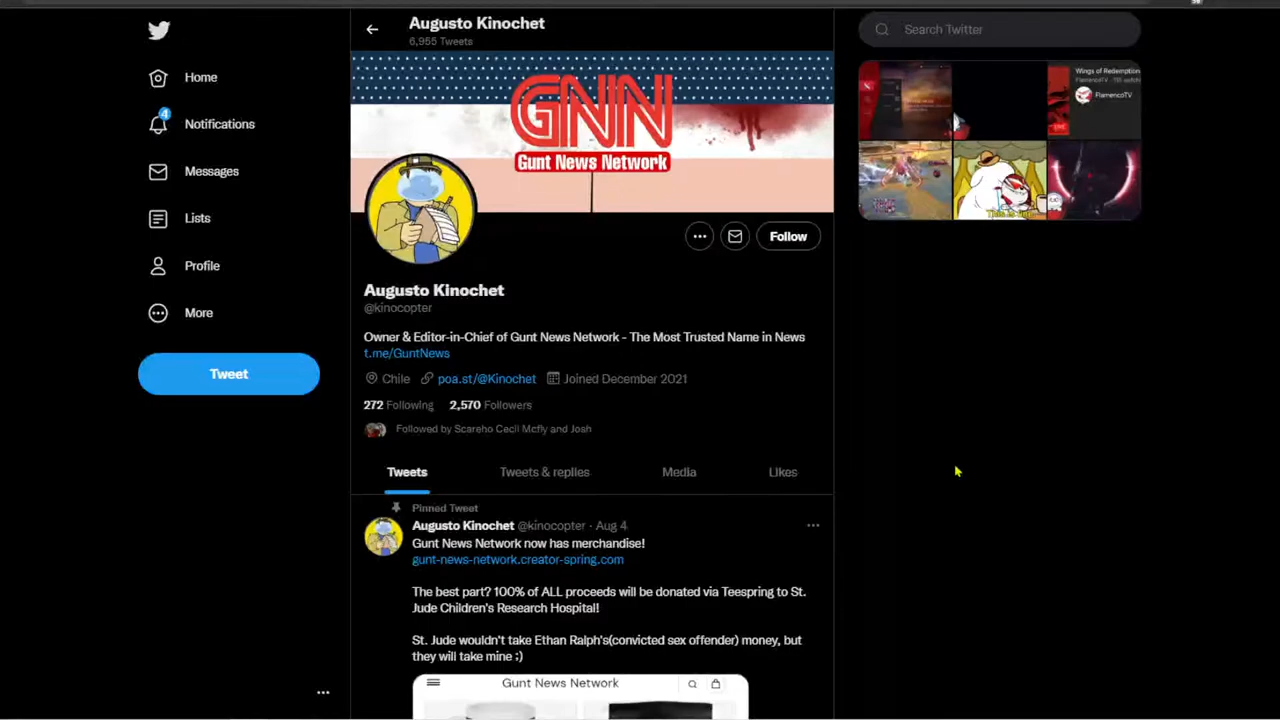 Augusto Kinochet
6,955 Tweets
Search Twitter
Home
4
Notifications
Messages
Lists
Profile
More
Tweet
GNN
Gunt News Network
Follow
Augusto Kinochet
@kinocopter
Owner & Editor-in-Chief of Gunt News Network - The Most Trusted Name in News
t.me/GuntNews
Chile poa.st/@Kinochet Joined December 2021
272 Following 2,570 Followers
Followed by Scareho Cecil Mcfly and Josh
Tweets Tweets & replies Media Likes
Pinned Tweet
Augusto Kinochet @kinocopter · Aug 4
Gunt News Network now has merchandise!
gunt-news-network.creator-spring.com
The best part? 100% of ALL proceeds will be donated via Teespring to St.
Jude Children's Research Hospital!
St. Jude wouldn't take Ethan Ralph's(convicted sex offender) money, but
they will take mine ;)
Gunt News Network
Wings of Redemption
FlamencoTV
LIVE